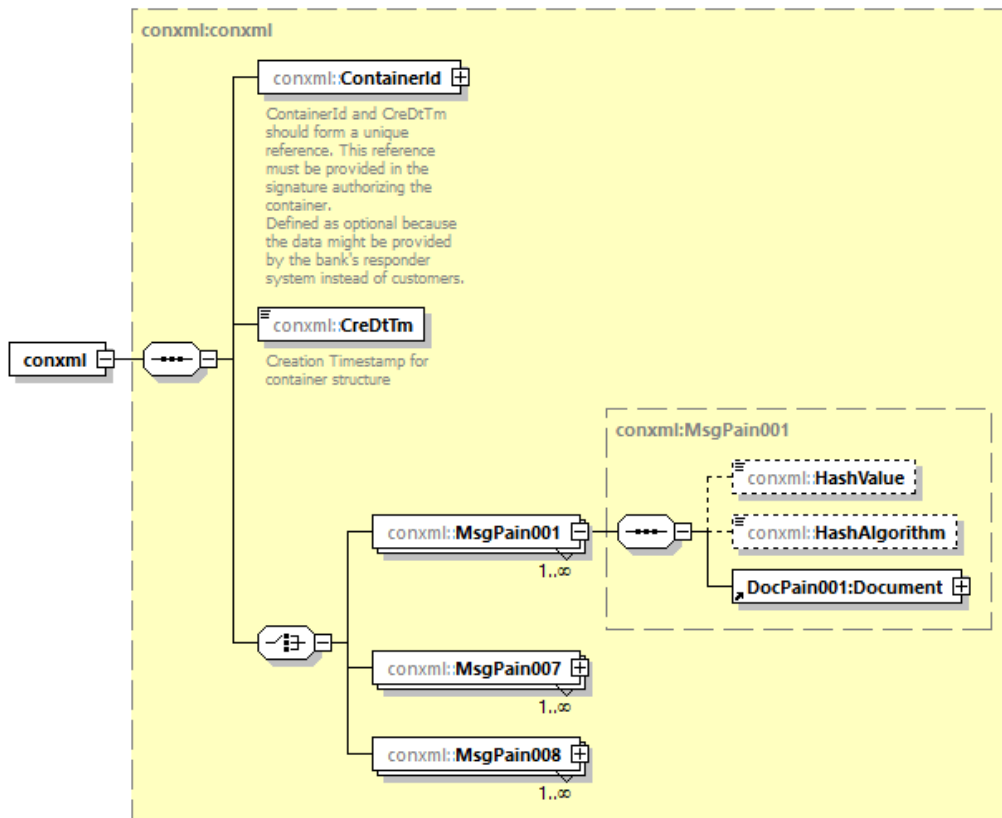 conxml:conxml
conxml::ContainerId
ContainerId and CreDtTm
should form a unique
reference. This reference
must be provided in the
signature authorizing the
container.
Defined as optional because
the data might be provided
by the bank's responder
system instead of customers.
conxml::CreDtTm
Creation Timestamp for
container structure
conxml
conxml:MsgPain001
conxml::HashValue
conxml::HashAlgorithm
conxml::MsgPain001
1..∞
DocPain001:Document
conxml::MsgPain007
1..∞
conxml::MsgPain008
1..∞